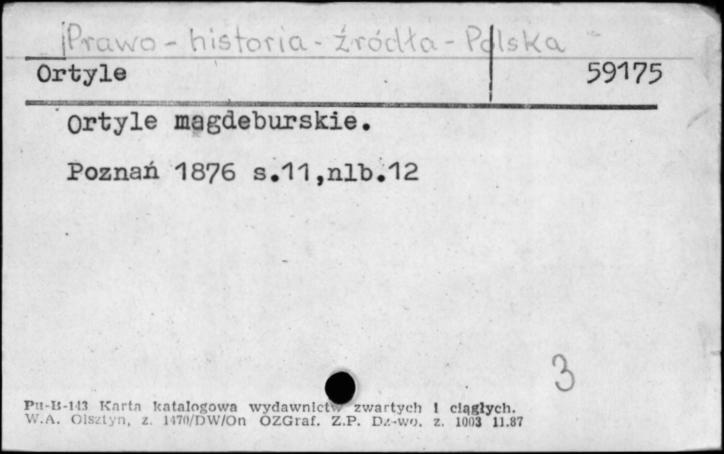 Prawo - historia - źródła - Polska
Ortyle 59175
Ortyle magdeburskie.
Poznań 1876 s.11,nlb.12
3
Pu-B-143 Karta katalogowa wydawnictw zwartych i ciągłych.
W.A. Olsztyn, z. 1470/DW/On OZGraf. Z.P. Dz-wo, z. 1003 11.87